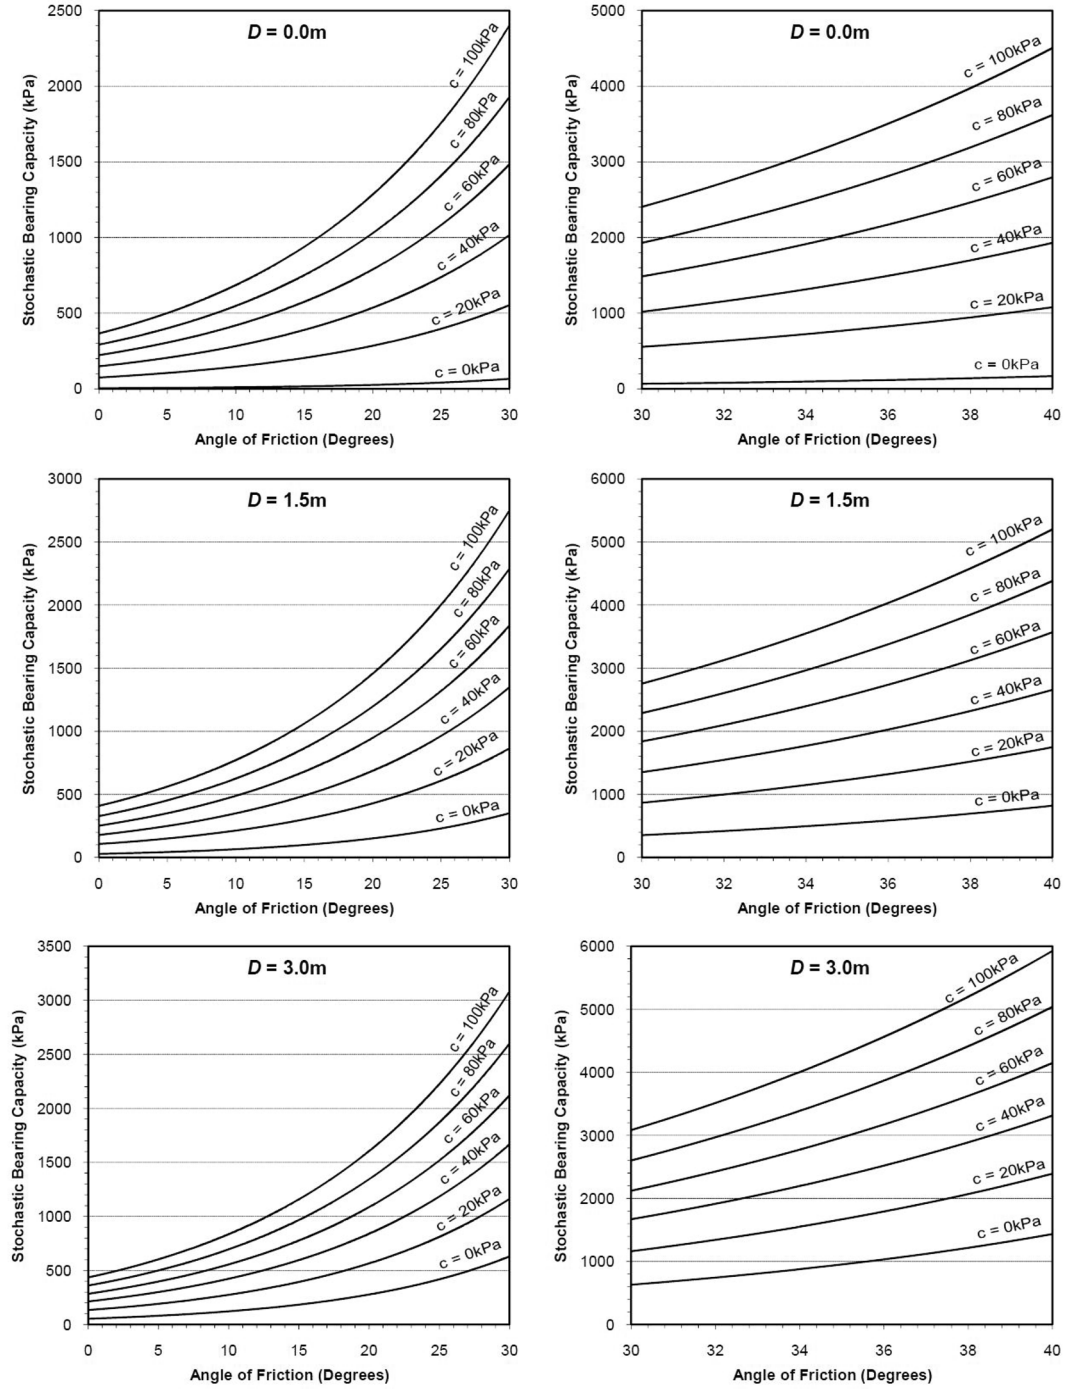 D = 0.0m
Stochastic Bearing Capacity (kPa)
2500
2000
1500
1000
500
0
c = 100kPa
c = 80kPa
c = 60kPa
c = 40kPa
c = 20kPa
c = 0kPa
0 5 10 15 20 25 30
Angle of Friction (Degrees)
D = 0.0m
Stochastic Bearing Capacity (kPa)
5000
4000
3000
2000
1000
0
c = 100kPa
c = 80kPa
c = 60kPa
c = 40kPa
c = 20kPa
c = 0kPa
30 32 34 36 38 40
Angle of Friction (Degrees)
D = 1.5m
Stochastic Bearing Capacity (kPa)
3000
2500
2000
1500
1000
500
0
c = 100kPa
c = 80kPa
c = 60kPa
c = 40kPa
c = 20kPa
c = 0kPa
0 5 10 15 20 25 30
Angle of Friction (Degrees)
D = 1.5m
Stochastic Bearing Capacity (kPa)
6000
5000
4000
3000
2000
1000
0
c = 100kPa
c = 80kPa
c = 60kPa
c = 40kPa
c = 20kPa
c = 0kPa
30 32 34 36 38 40
Angle of Friction (Degrees)
D = 3.0m
Stochastic Bearing Capacity (kPa)
3500
3000
2500
2000
1500
1000
500
0
c = 100kPa
c = 80kPa
c = 60kPa
c = 40kPa
c = 20kPa
c = 0kPa
0 5 10 15 20 25 30
Angle of Friction (Degrees)
D = 3.0m
Stochastic Bearing Capacity (kPa)
6000
5000
4000
3000
2000
1000
0
c = 100kPa
c = 80kPa
c = 60kPa
c = 40kPa
c = 20kPa
c = 0kPa
30 32 34 36 38 40
Angle of Friction (Degrees)